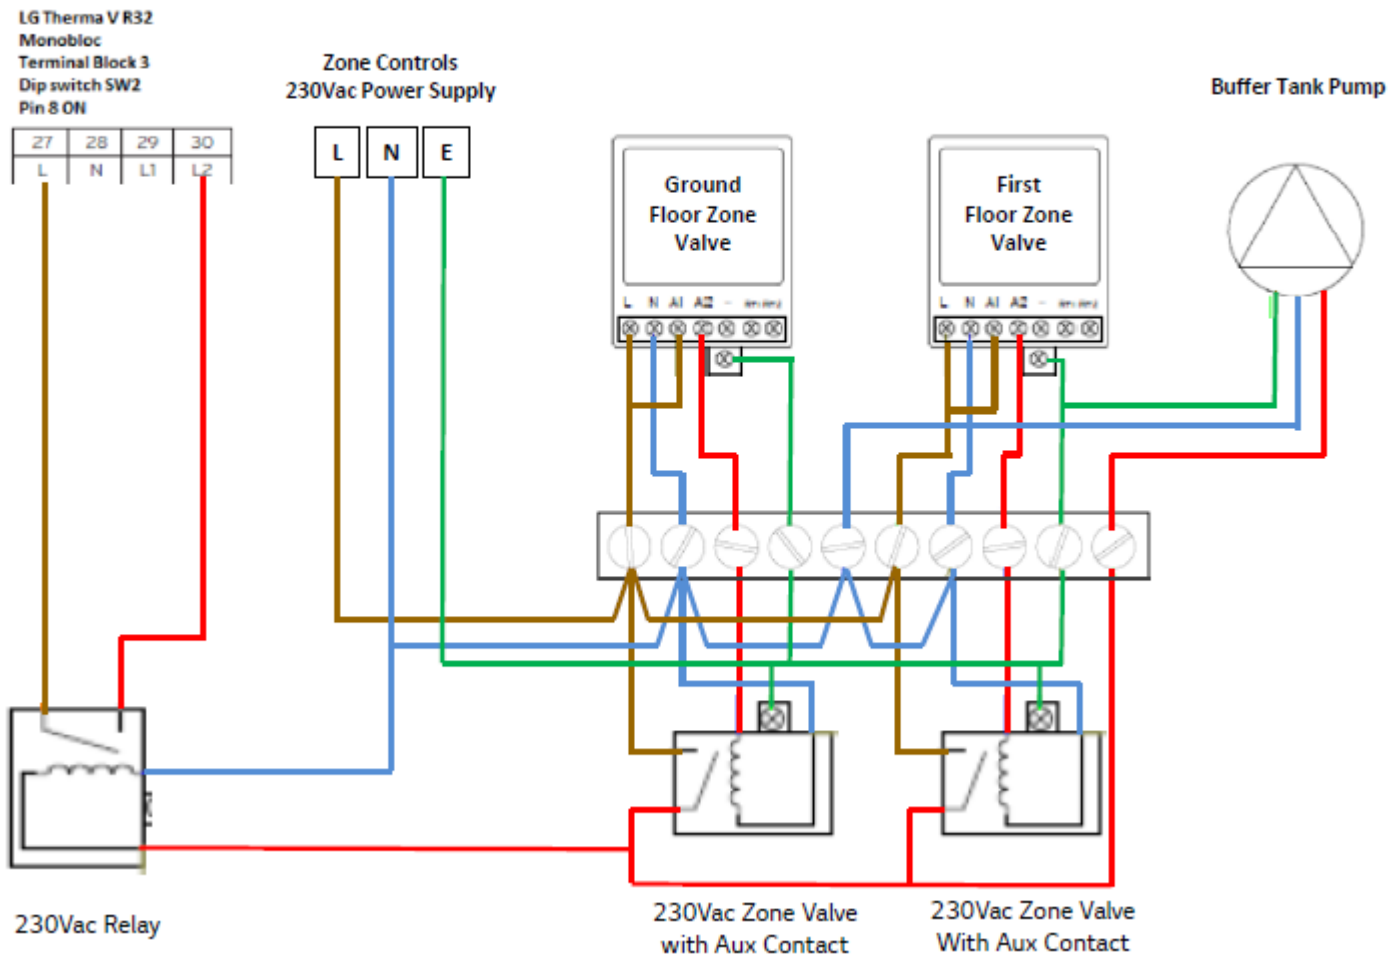 LG Therma V R32
Monobloc
Terminal Block 3
Dip switch SW2
Pin 8 ON
27 28 29 30
L N L1 L2
Zone Controls
230Vac Power Supply
L N E
Ground
Floor Zone
Valve
L N A1 A2 -
First
Floor Zone
Valve
L N A1 A2 -
Buffer Tank Pump
230Vac Relay
230Vac Zone Valve
with Aux Contact
230Vac Zone Valve
With Aux Contact